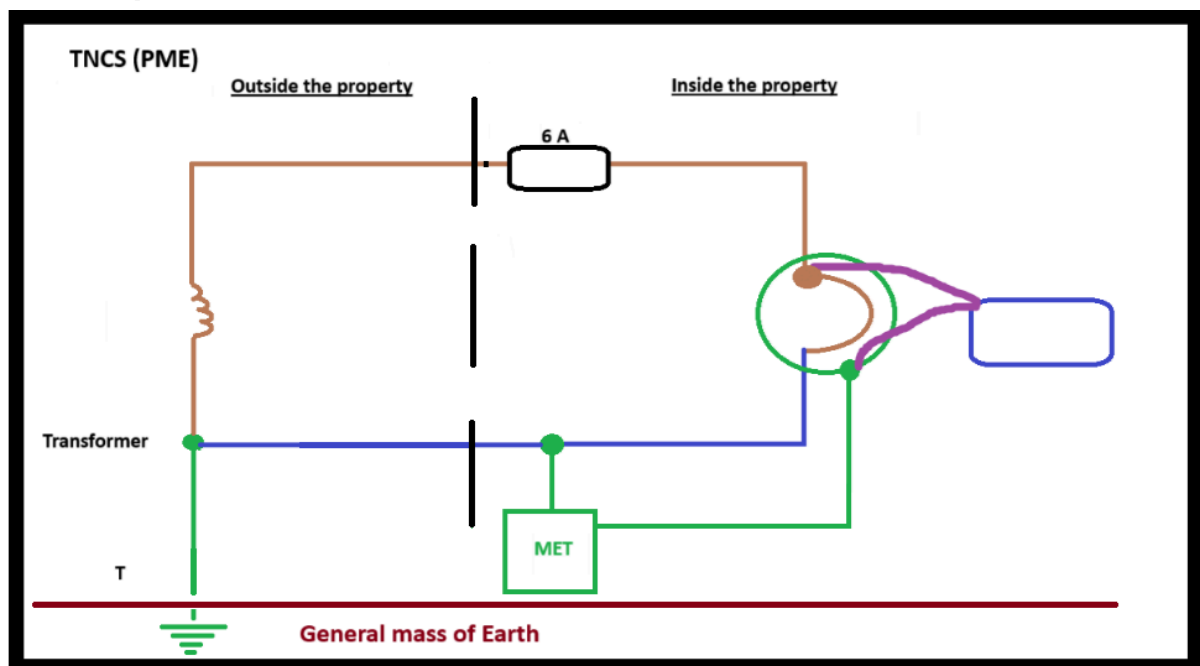 TNCS (PME)
Outside the property
Inside the property
6 A
Transformer
MET
T
General mass of Earth